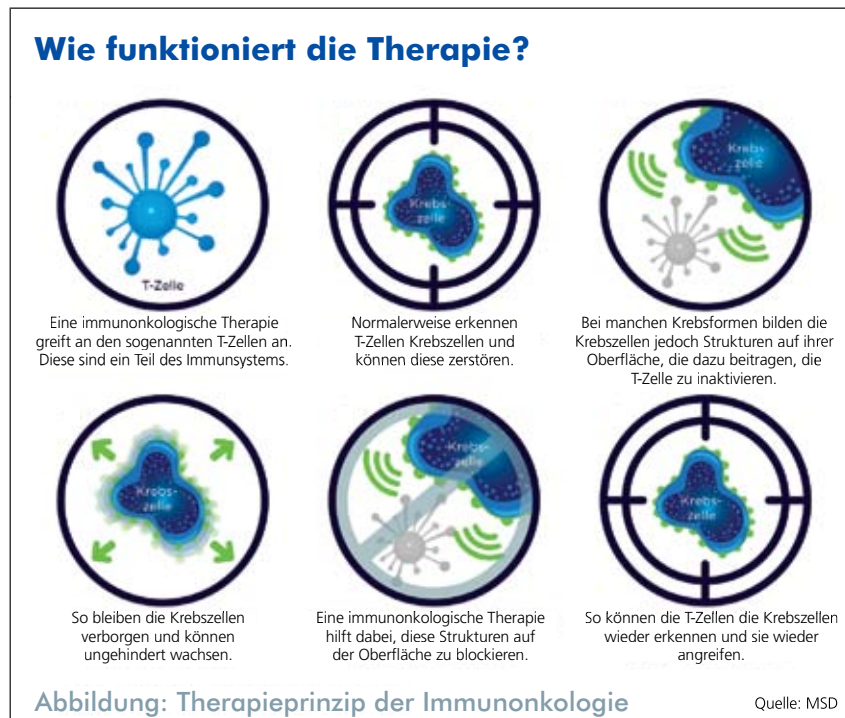 Wie funktioniert die Therapie?
T-Zelle
Eine immunonkologische Therapie
greift an den sogenannten T-Zellen an.
Diese sind ein Teil des Immunsystems.
Krebs-
zelle
Normalerweise erkennen
T-Zellen Krebszellen und
können diese zerstören.
Krebs-
zelle
Bei manchen Krebsformen bilden die
Krebszellen jedoch Strukturen auf ihrer
Oberfläche, die dazu beitragen, die
T-Zelle zu inaktivieren.
Krebs-
zelle
So bleiben die Krebszellen
verborgen und können
ungehindert wachsen.
Krebs-
zelle
Eine immunonkologische Therapie
hilft dabei, diese Strukturen auf
der Oberfläche zu blockieren.
Krebs-
zelle
So können die T-Zellen die Krebszellen
wieder erkennen und sie wieder
angreifen.
Abbildung: Therapieprinzip der Immunonkologie
Quelle: MSD